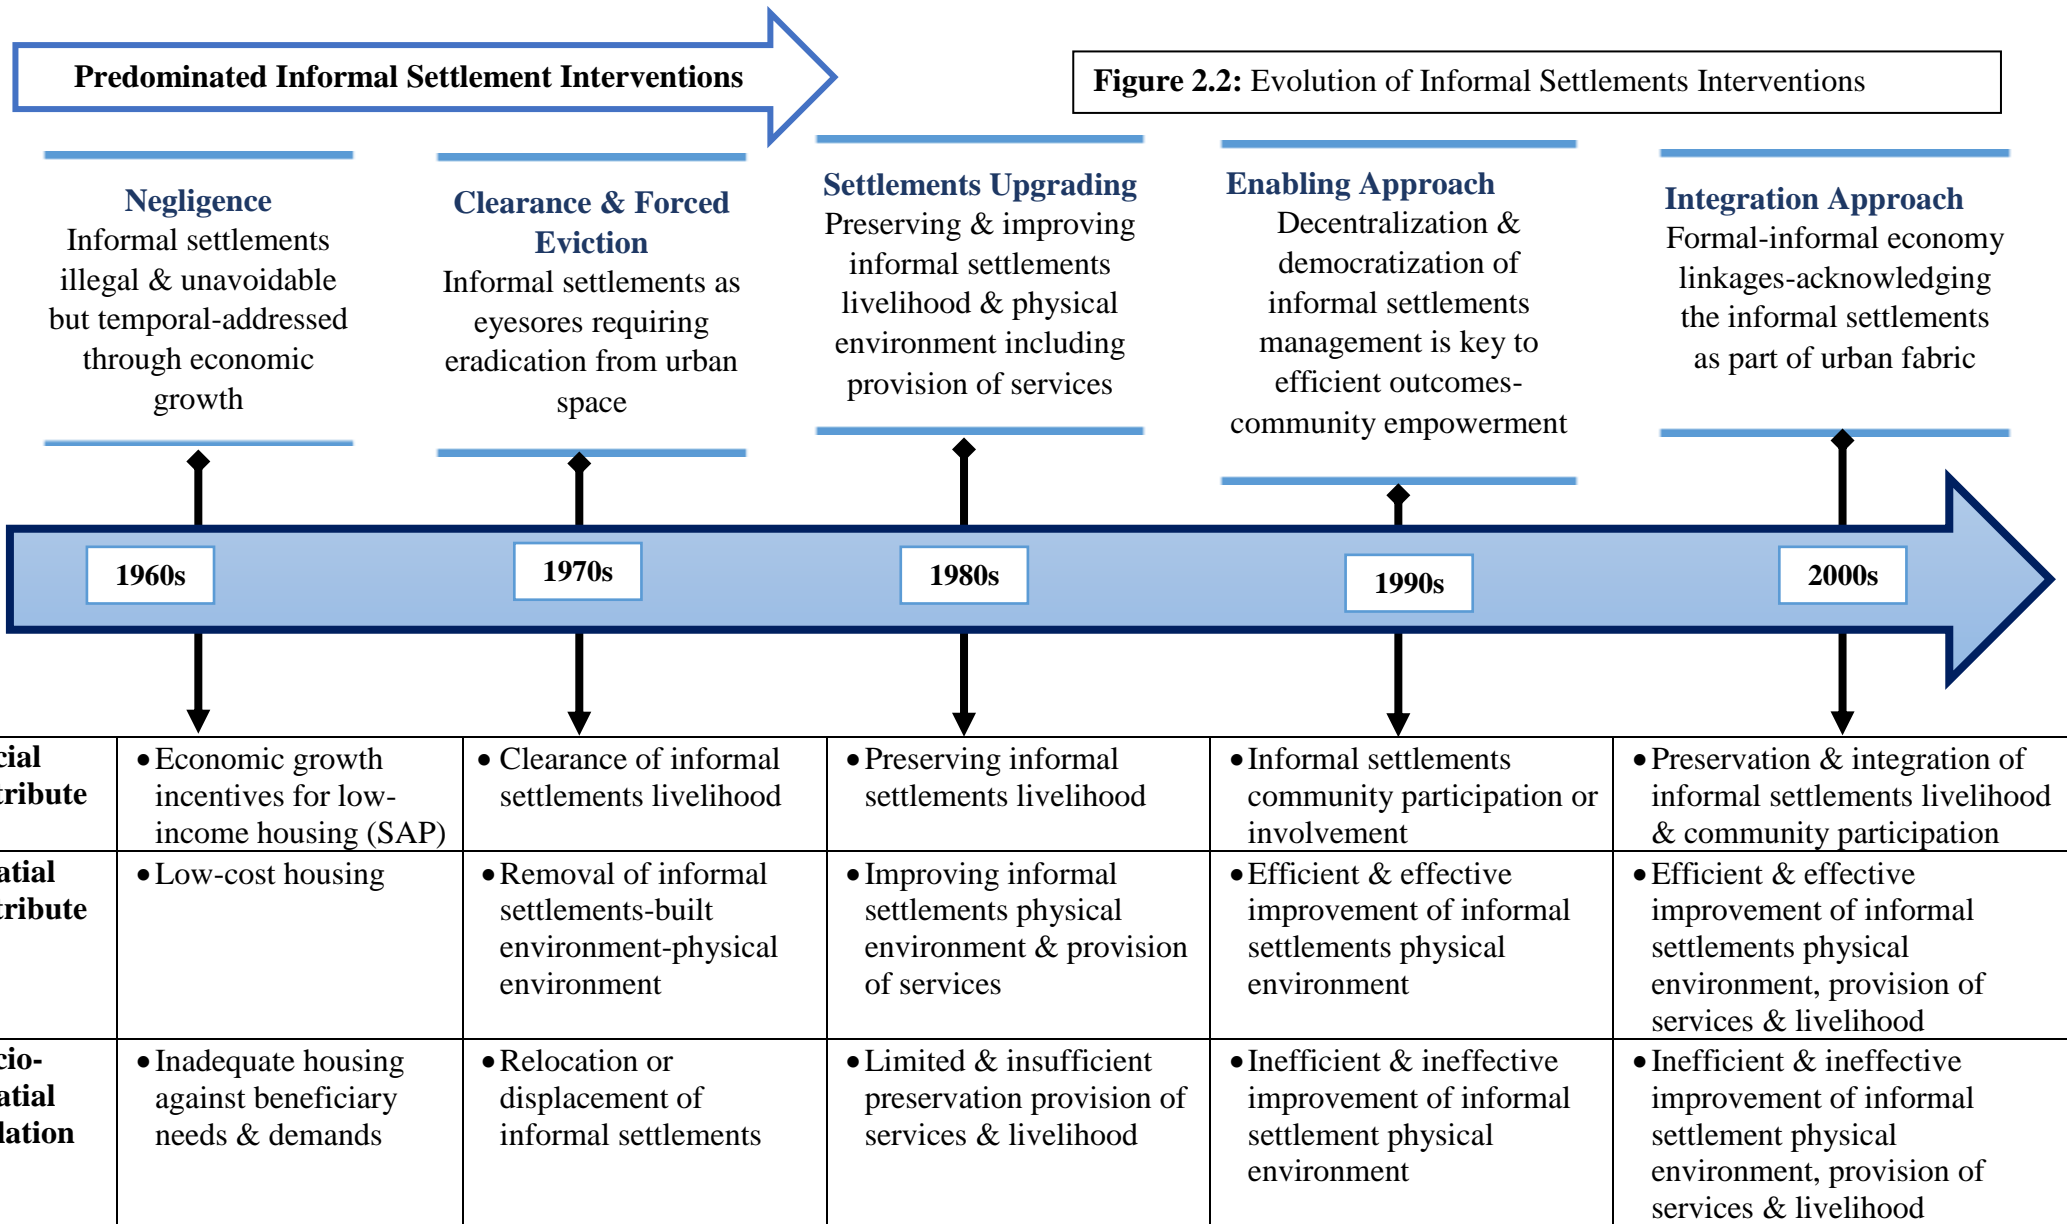 Predominated Informal Settlement Interventions
Figure 2.2: Evolution of Informal Settlements Interventions
Negligence
Informal settlements
illegal & unavoidable
but temporal-addressed
through economic
growth
Clearance & Forced
Eviction
Informal settlements as
eyesores requiring
eradication from urban
space
Settlements Upgrading
Preserving & improving
informal settlements
livelihood & physical
environment including
provision of services
Enabling Approach
Decentralization &
democratization of
informal settlements
management is key to
efficient outcomes-
community empowerment
Integration Approach
Formal-informal economy
linkages-acknowledging
the informal settlements
as part of urban fabric
1960s
1970s
1980s
1990s
2000s
cial
tribute
• Economic growth
incentives for low-
income housing (SAP)
• Clearance of informal
settlements livelihood
• Preserving informal
settlements livelihood
• Informal settlements
community participation or
involvement
• Preservation & integration of
informal settlements livelihood
& community participation
atial
tribute
• Low-cost housing
• Removal of informal
settlements-built
environment-physical
environment
• Improving informal
settlements physical
environment & provision
of services
• Efficient & effective
improvement of informal
settlements physical
environment
• Efficient & effective
improvement of informal
settlements physical
environment, provision of
services & livelihood
cio-
atial
lation
• Inadequate housing
against beneficiary
needs & demands
• Relocation or
displacement of
informal settlements
• Limited & insufficient
preservation provision of
services & livelihood
• Inefficient & ineffective
improvement of informal
settlement physical
environment
• Inefficient & ineffective
improvement of informal
settlement physical
environment, provision of
services & livelihood